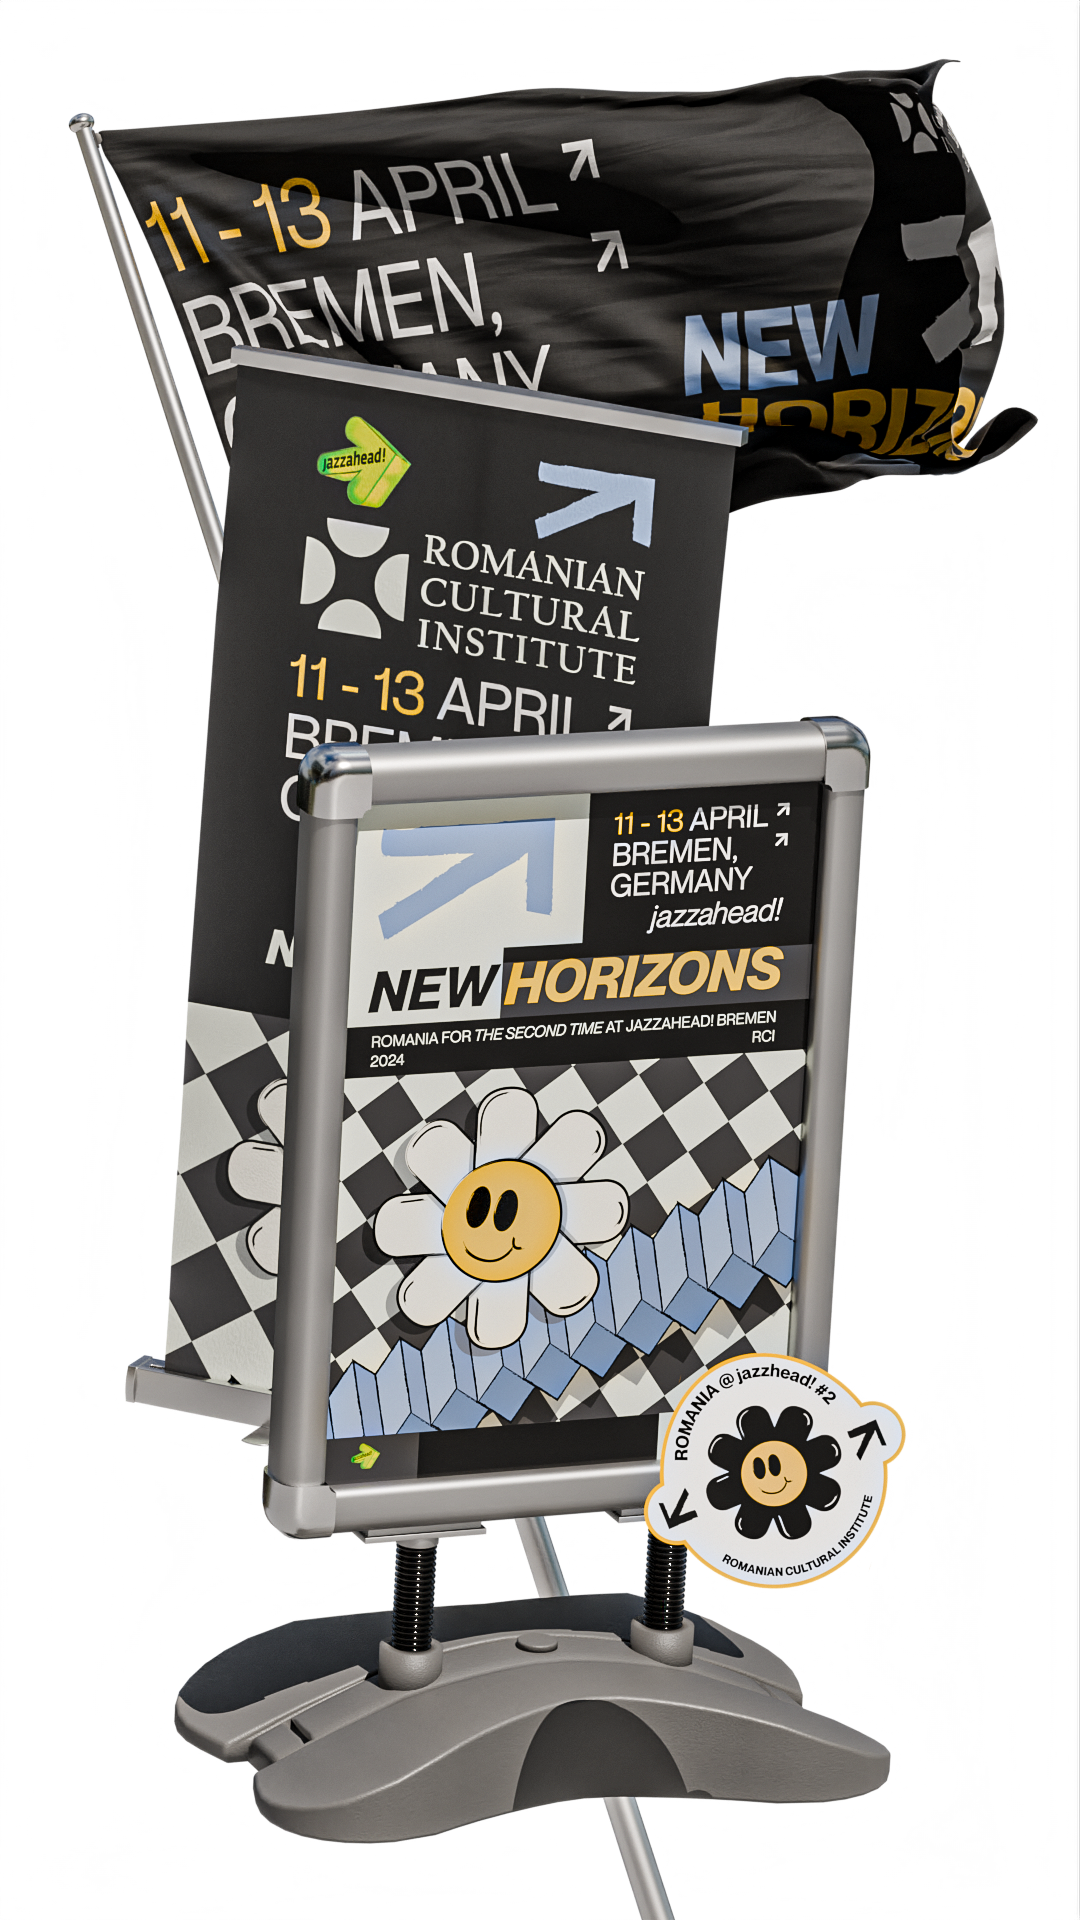 11 - 13 APRIL
BREMEN,
NEW
jazzahead!
ROMANIAN
CULTURAL
INSTITUTE
11 - 13 APRIL
11 - 13 APRIL
BREMEN,
GERMANY
jazzahead!
NEW HORIZONS
ROMANIA FOR THE SECOND TIME AT JAZZAHEAD! BREMEN
2024 RCI
ROMANIA @ jazzhead! #2
ROMANIAN CULTURAL INSTITUTE